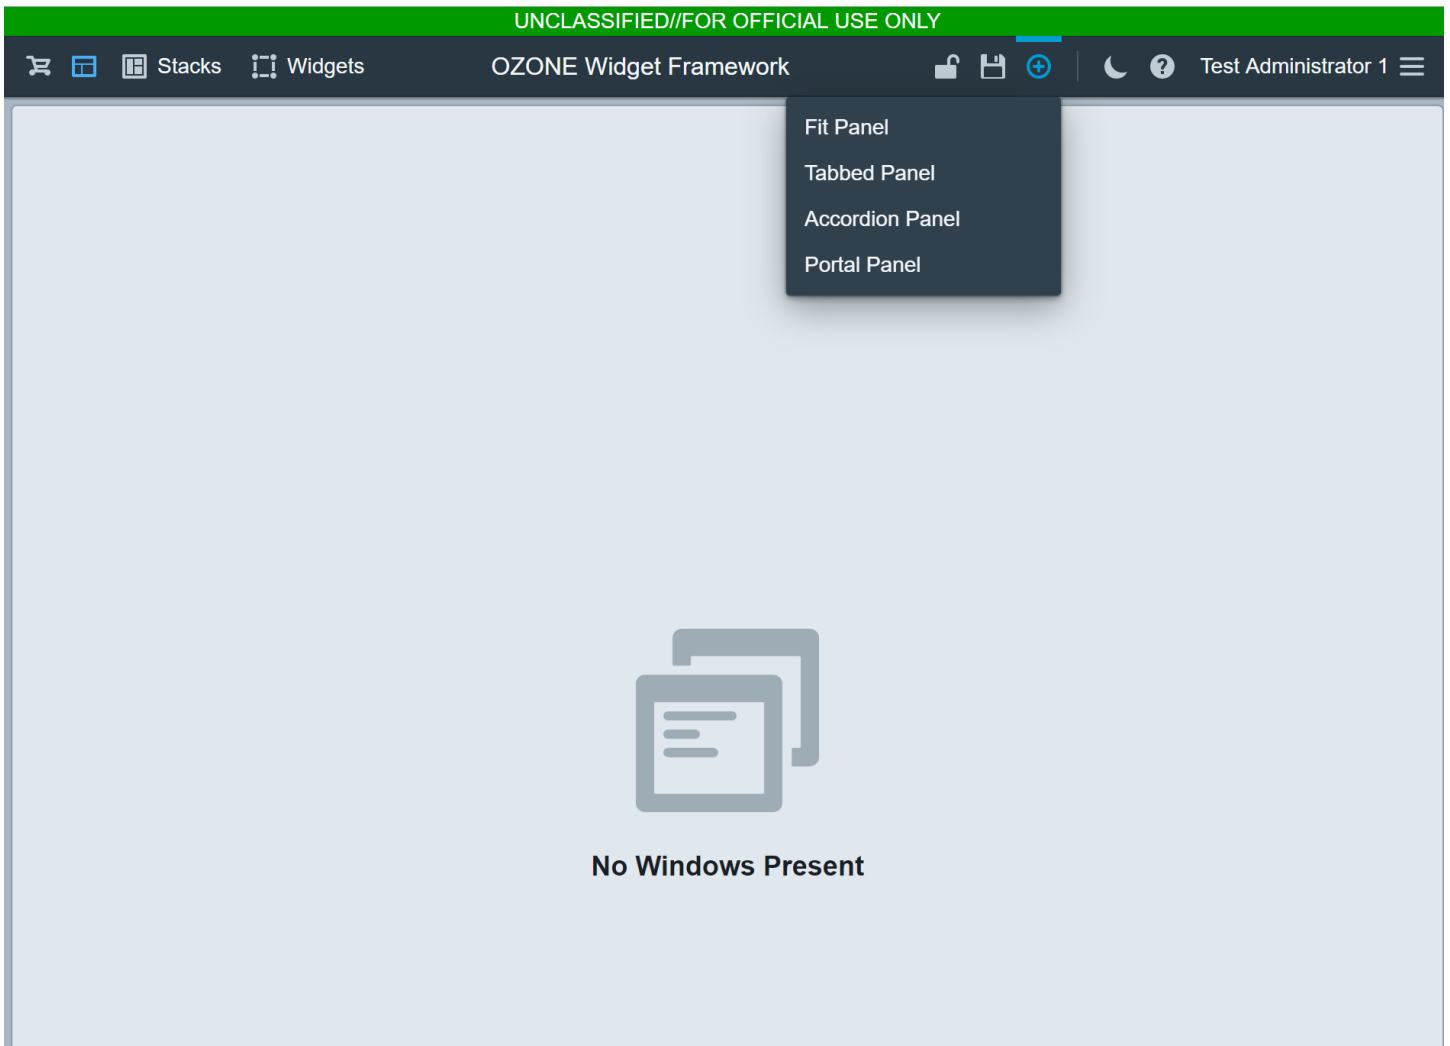 UNCLASSIFIED//FOR OFFICIAL USE ONLY
Stacks Widgets OZONE Widget Framework Test Administrator 1
Fit Panel
Tabbed Panel
Accordion Panel
Portal Panel
No Windows Present